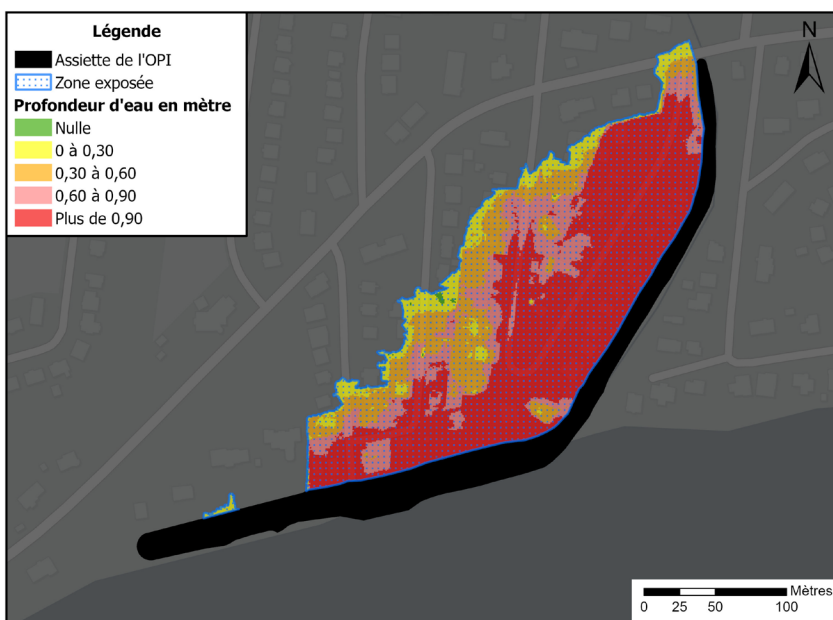 Légende
Assiette de l'OPI
Zone exposée
Profondeur d'eau en mètre
Nulle
0 à 0,30
0,30 à 0,60
0,60 à 0,90
Plus de 0,90
N
Mètres
0 25 50 100